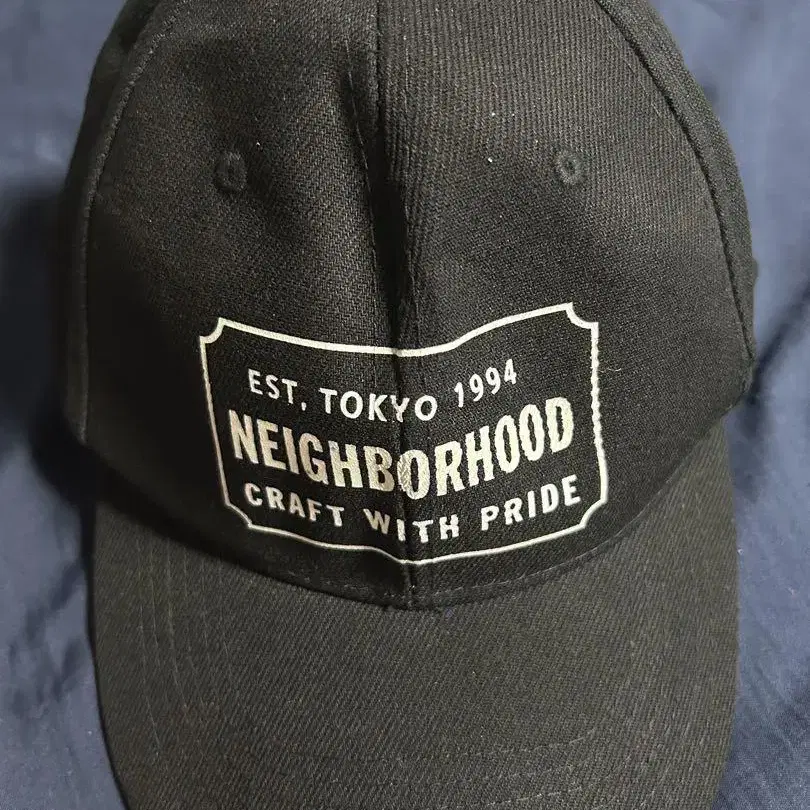 EST, TOKYO 1994
NEIGHBORHOOD
CRAFT WITH PRIDE